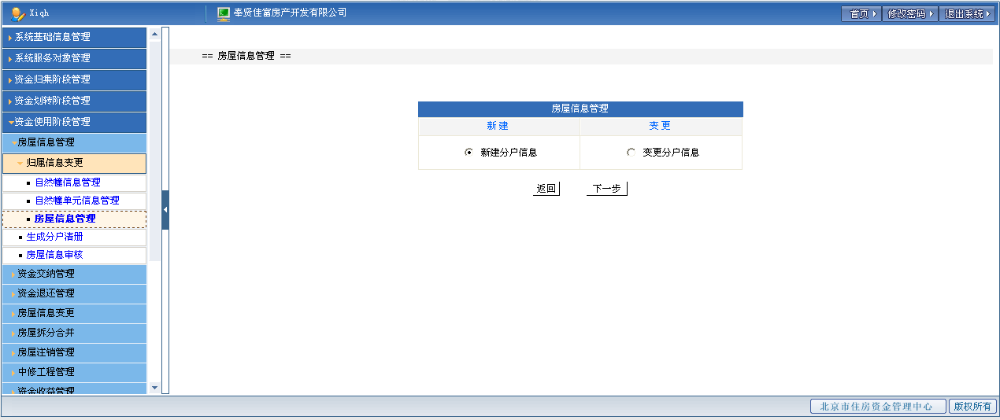 Xiqh
奉贤佳富房产开发有限公司
首页 修改密码 退出系统
系统基础信息管理
系统服务对象管理
资金归集阶段管理
资金划转阶段管理
资金使用阶段管理
房屋信息管理
归属信息变更
自然幢信息管理
自然幢单元信息管理
房屋信息管理
生成分户清册
房屋信息审核
资金交纳管理
资金退还管理
房屋信息变更
房屋拆分合并
房屋注销管理
中修工程管理
资金收益管理
== 房屋信息管理 ==
房屋信息管理
新建 变更
新建分户信息 变更分户信息
返回 下一步
北京市住房资金管理中心 版权所有